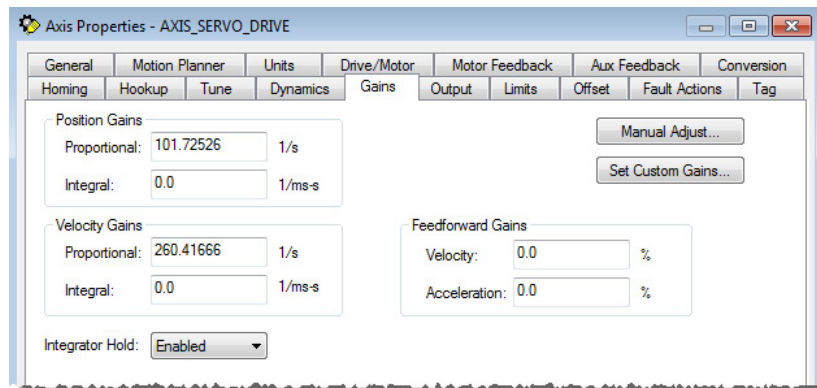 Axis Properties - AXIS_SERVO_DRIVE
General Motion Planner Units Drive/Motor Motor Feedback Aux Feedback Conversion
Homing Hookup Tune Dynamics Gains Output Limits Offset Fault Actions Tag
Position Gains
Proportional: 101.72526 1/s
Integral: 0.0 1/ms-s
Manual Adjust...
Set Custom Gains...
Velocity Gains
Proportional: 260.41666 1/s
Integral: 0.0 1/ms-s
Feedforward Gains
Velocity: 0.0 %
Acceleration: 0.0 %
Integrator Hold: Enabled